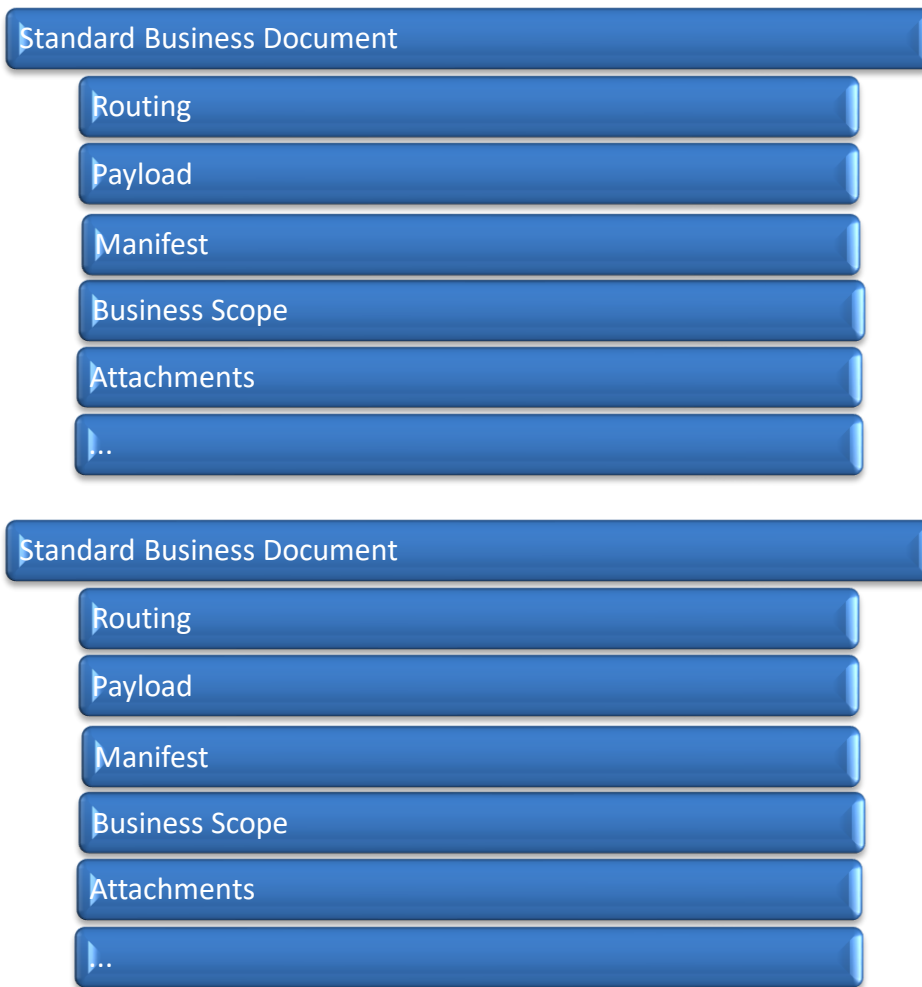 Standard Business Document
Routing
Payload
Manifest
Business Scope
Attachments
...
Standard Business Document
Routing
Payload
Manifest
Business Scope
Attachments
...